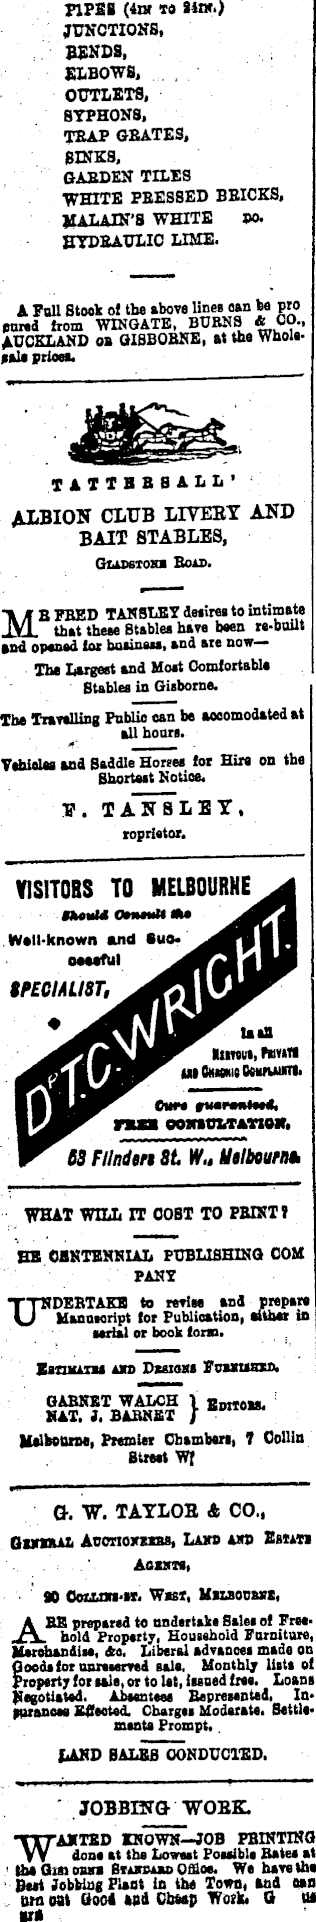 PIPES (4IN TO 24IN.)
JUNCTIONS,
BENDS,
ELBOWS,
OUTLETS,
SYPHONS,
TRAP GRATES,
SINKS,
GARDEN TILES
WHITE PRESSED BRICKS,
MALAIN'S WHITE DO.
HYDRAULIC LIME.
A Full Stock of the above lines can be pro
cured from WINGATE, BURNS & CO.,
AUCKLAND OR GISBORNE, at the Whole-
sale prices.
TATTERSALL'
ALBION CLUB LIVERY AND
BAIT STABLES,
GLADSTONE ROAD.
MR FRED TANSLEY desires to intimate
that these Stables have been re-built
and opened for business, and are now—
The Largest and Most Comfortable
Stables in Gisborne.
The Travelling Public can be accomodated at
all hours.
Vehicles and Saddle Horses for Hire on the
Shortest Notice.
F. TANSLEY,
roprietor.
VISITORS TO MELBOURNE
Should Consult the
Well-known and Suc-
cessful
SPECIALIST,
DR T.C. WRIGHT.
In all
NERVOUS, PRIVATE
AND CHRONIC COMPLAINTS.
Cure guaranteed.
FREE CONSULTATION.
53 Flinders St. W., Melbourne
WHAT WILL IT COST TO PRINT?
HE CENTENNIAL PUBLISHING COM
PANY
UNDERTAKE to revise and prepare
Manuscript for Publication, either in
serial or book form.
ESTIMATES AND DESIGNS FURNISHED.
GARNET WALCH
NAT. J. BARNET } EDITORS.
Melbourne, Premier Chambers, 7 Collin
Street W
G. W. TAYLOR & CO.,
GENERAL AUCTIONEERS, LAND AND ESTATE
AGENTS,
90 COLLINS-ST. WEST, MELBOURNE,
ARE prepared to undertake Sales of Free-
hold Property, Household Furniture,
Merchandise, &c. Liberal advances made on
Goods for unreserved sale. Monthly lists of
Property for sale, or to let, issued free. Loans
Negotiated. Absentees Represented. In-
surances Effected. Charges Moderate. Settle-
ments Prompt.
LAND SALES CONDUCTED.
JOBBING WORK.
WANTED KNOWN—JOB PRINTING
done at the Lowest Possible Rates at
the STANDARD Office. We have the
Best Jobbing Plant in the Town, and can
urn out Good and Cheap Work. G us